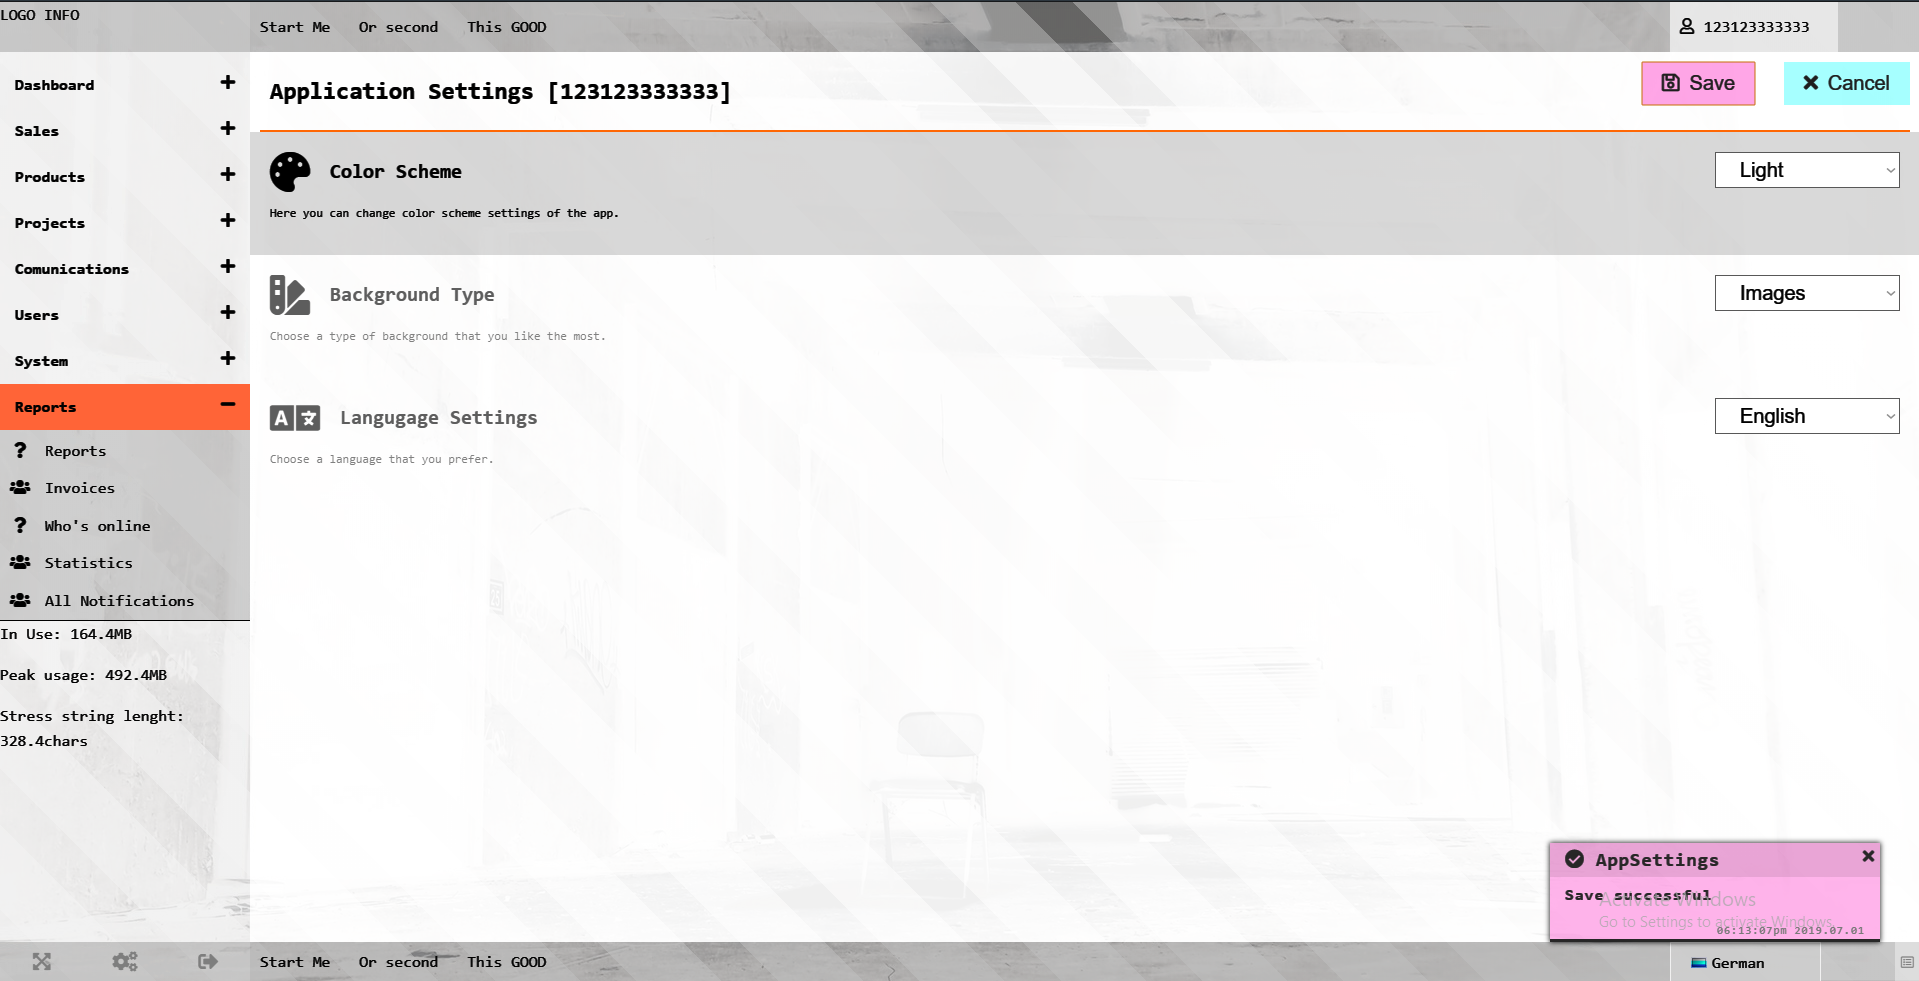 LOGO INFO
Start Me Or second This GOOD
123123333333
Dashboard
Sales
Products
Projects
Comunications
Users
System
Reports
Reports
Invoices
Who's online
Statistics
All Notifications
In Use: 164.4MB
Peak usage: 492.4MB
Stress string lenght:
328.4chars
Application Settings [123123333333]
Save
Cancel
Color Scheme
Light
Here you can change color scheme settings of the app.
Background Type
Images
Choose a type of background that you like the most.
A文 Langugage Settings
English
Choose a language that you prefer.
AppSettings
Save successful
Activate Windows
Go to Settings to activate Windows.
06:13:07pm 2019.07.01
Start Me Or second This GOOD
German